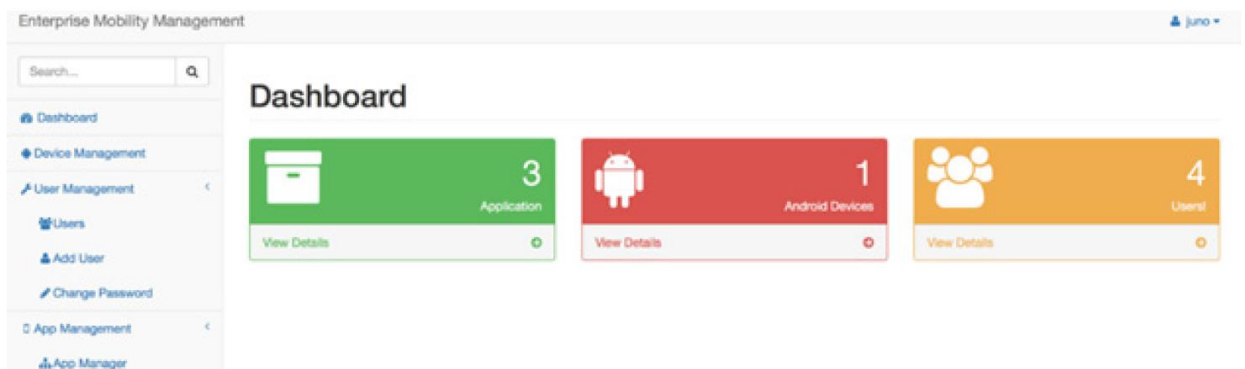 Enterprise Mobility Management
juno
Search...
Dashboard
Device Management
User Management
Users
Add User
Change Password
App Management
App Manager
Dashboard
3
Application
View Details
1
Android Devices
View Details
4
Users!
View Details